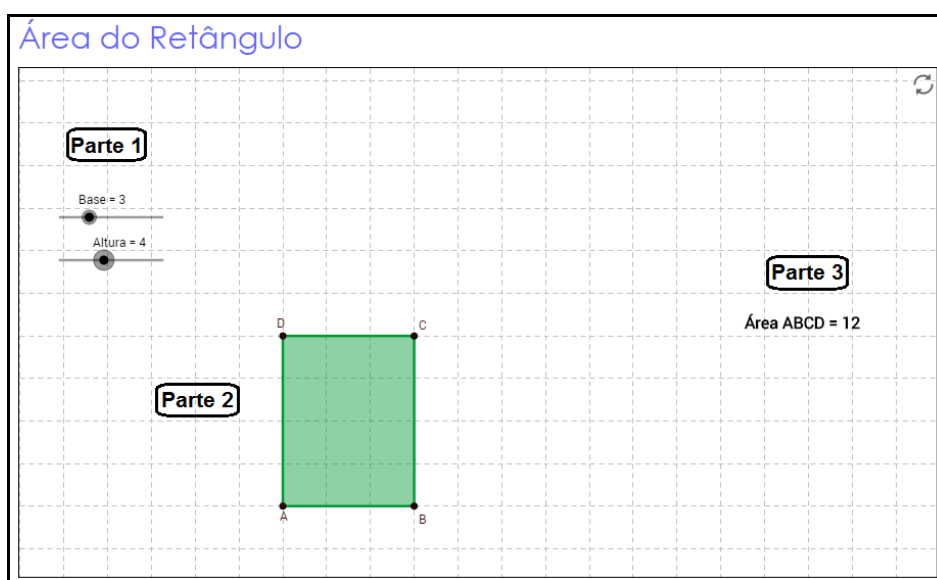 Área do Retângulo
Parte 1
Base = 3
Altura = 4
Parte 3
Área ABCD = 12
D
C
Parte 2
A
B